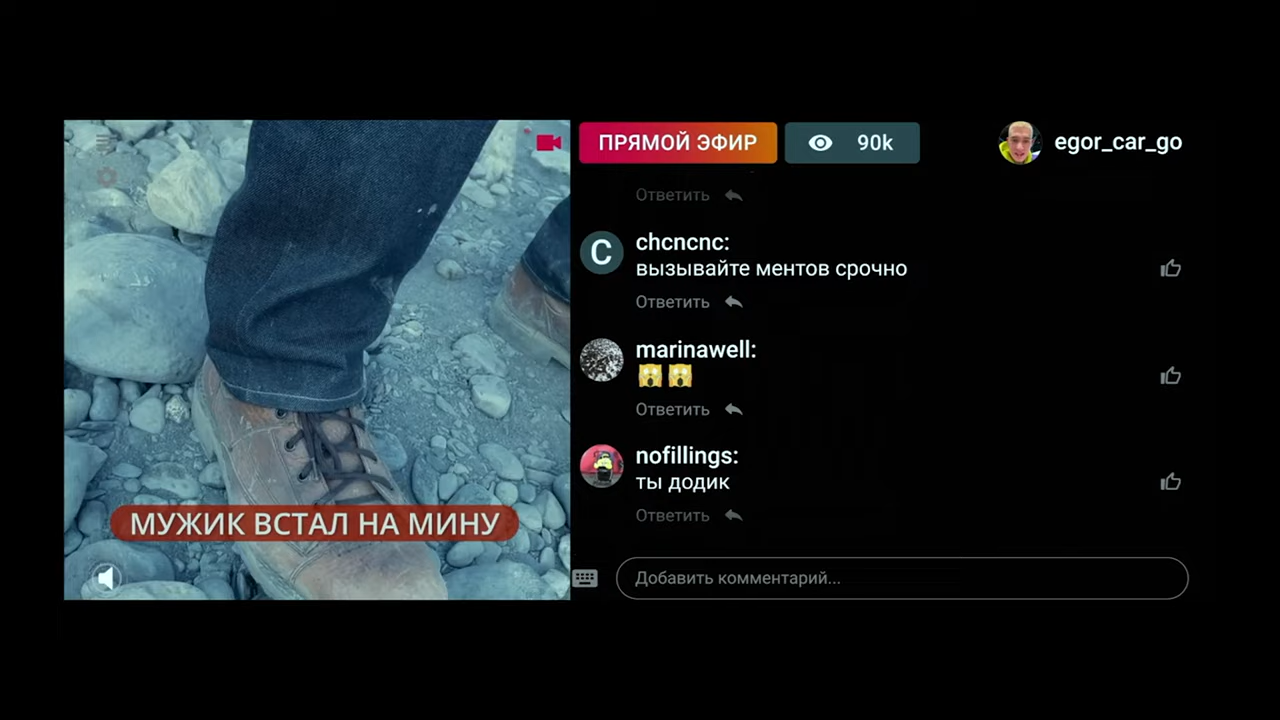 ПРЯМОЙ ЭФИР
90k
egor_car_go
Ответить
C
chcncnc:
вызывайте ментов срочно
Ответить
marinawell:
🙀🙀
Ответить
nofillings:
ты додик
Ответить
МУЖИК ВСТАЛ НА МИНУ
Добавить комментарий...